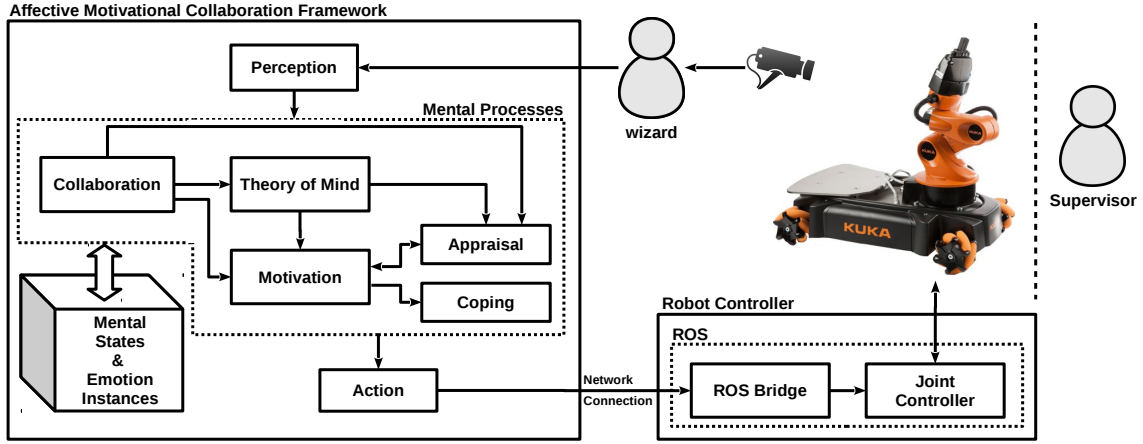 Affective Motivational Collaboration Framework
Perception
wizard
Mental Processes
Collaboration
Theory of Mind
Supervisor
Appraisal
KUKA
Motivation
Coping
Robot Controller
Mental
States
&
Emotion
Instances
ROS
Action
Network
Connection
ROS Bridge
Joint
Controller